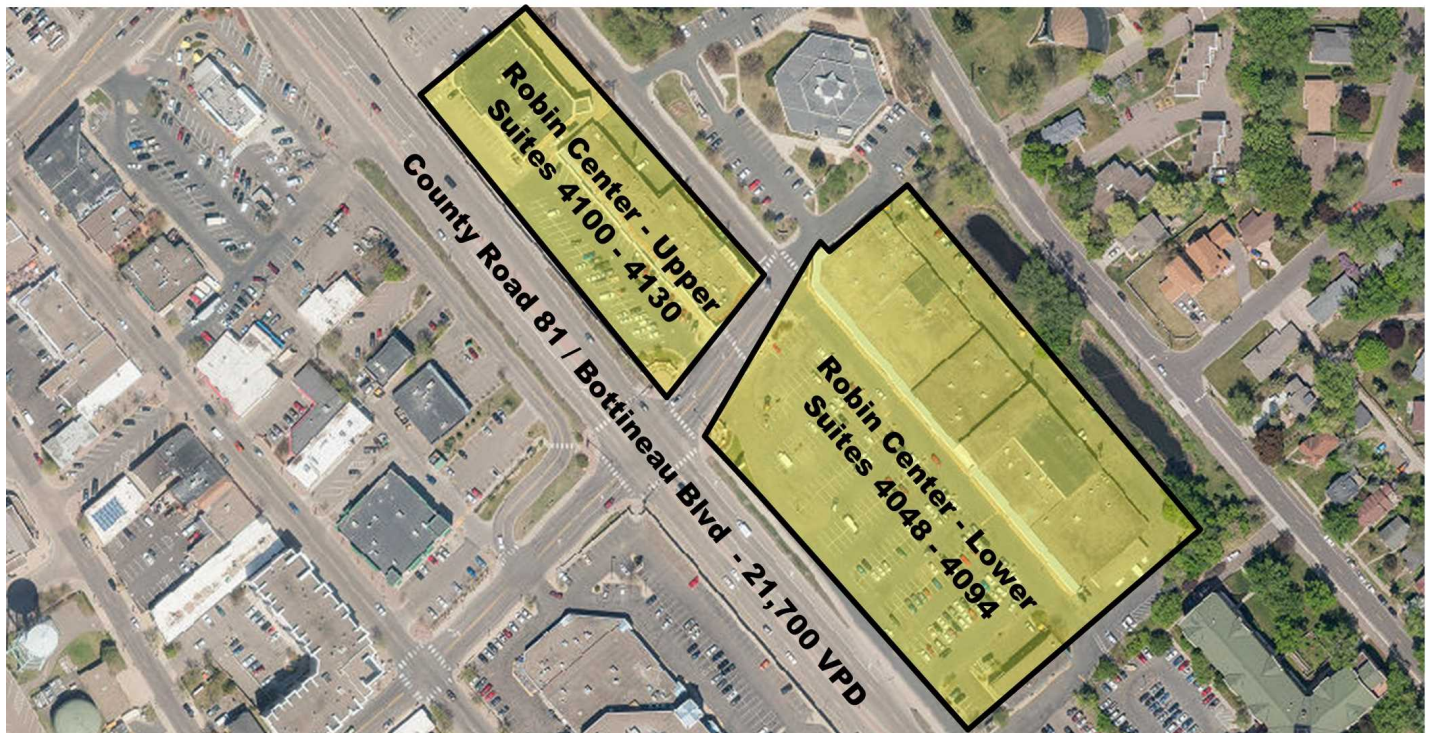 Robin Center - Upper
Suites 4100 - 4130
County Road 81 / Bottineau Blvd - 21,700 VPD
Robin Center - Lower
Suites 4048 - 4094